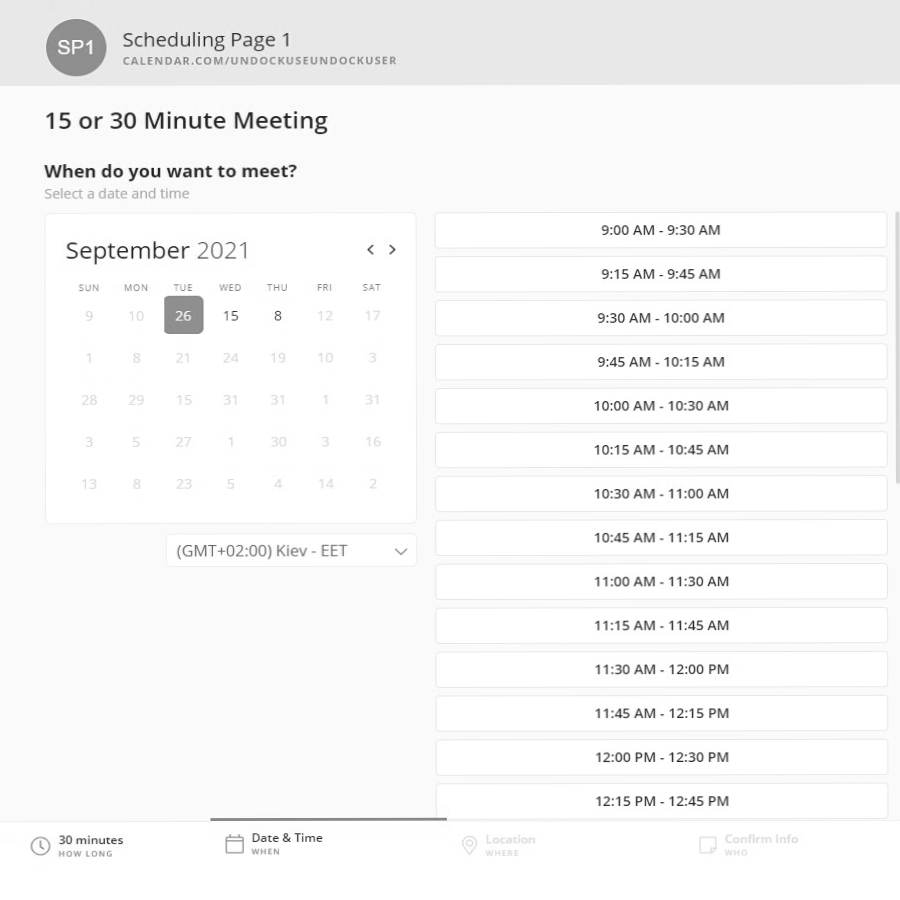 SP1
Scheduling Page 1
CALENDAR.COM/UNDOCKUSEUNDOCKUSER
15 or 30 Minute Meeting
When do you want to meet?
Select a date and time
September 2021
SUN MON TUE WED THU FRI SAT
9 10 26 15 8 12 17
1 8 21 24 19 10 3
28 29 15 31 31 1 31
3 5 27 1 30 3 16
13 8 23 5 4 14 2
(GMT+02:00) Kiev - EET
9:00 AM - 9:30 AM
9:15 AM - 9:45 AM
9:30 AM - 10:00 AM
9:45 AM - 10:15 AM
10:00 AM - 10:30 AM
10:15 AM - 10:45 AM
10:30 AM - 11:00 AM
10:45 AM - 11:15 AM
11:00 AM - 11:30 AM
11:15 AM - 11:45 AM
11:30 AM - 12:00 PM
11:45 AM - 12:15 PM
12:00 PM - 12:30 PM
12:15 PM - 12:45 PM
30 minutes
HOW LONG
Date & Time
WHEN
Location
WHERE
Confirm Info
WHO